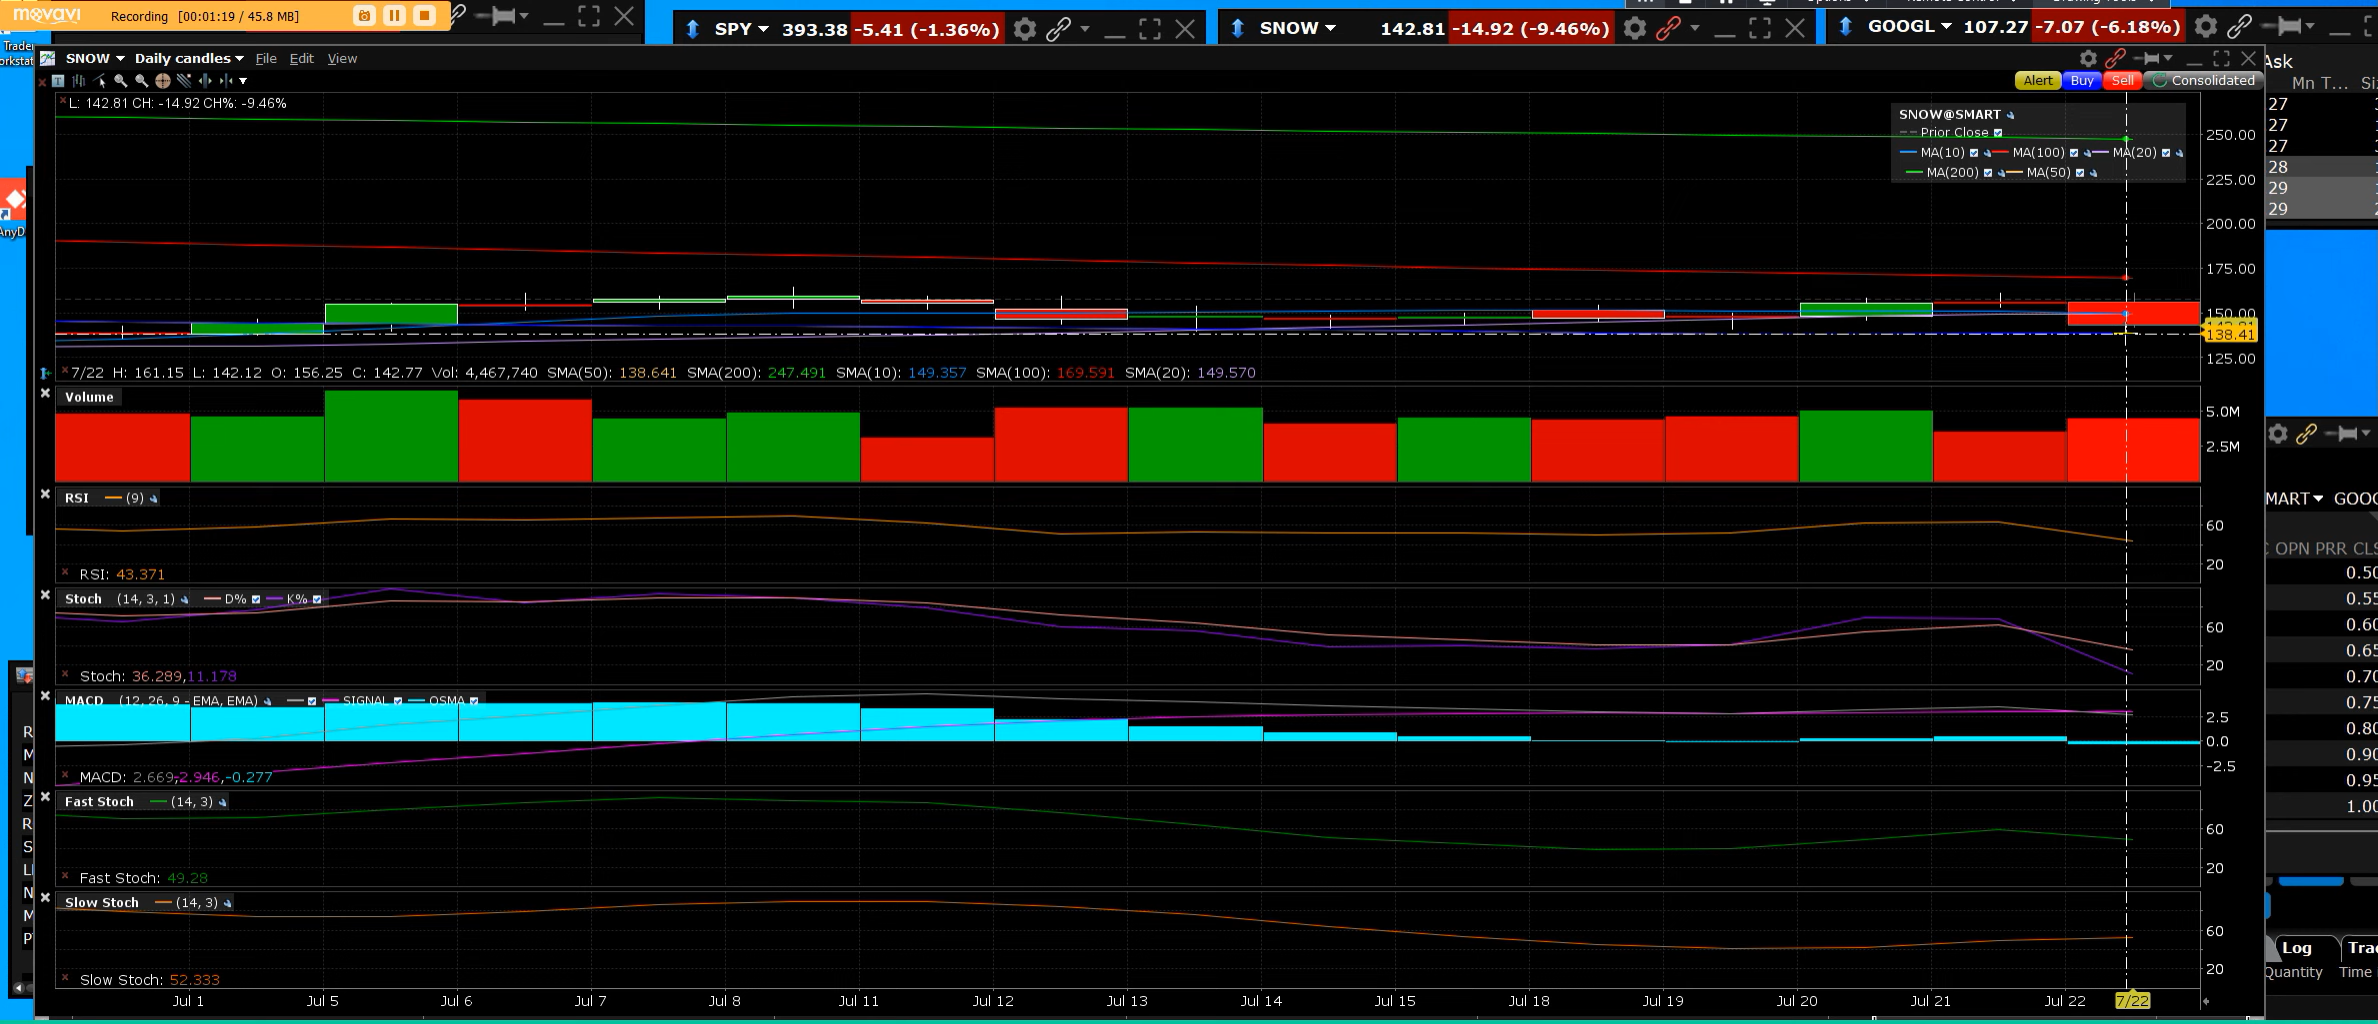 movavi Recording [00:01:19 / 45.8 MB]
SPY 393.38 -5.41 (-1.36%)
SNOW 142.81 -14.92 (-9.46%)
GOOGL 107.27 -7.07 (-6.18%)
Trader
SNOW Daily candles File Edit View
Ask
Alert Buy Sell Consolidated
L: 142.81 CH: -14.92 CH%: -9.46%
SNOW@SMART
Prior Close
MA(10) MA(100) MA(20)
MA(200) MA(50)
250.00
225.00
200.00
175.00
150.00
138.41
125.00
7/22 H: 161.15 L: 142.12 O: 156.25 C: 142.77 Vol: 4,467,740 SMA(50): 138.641 SMA(200): 247.491 SMA(10): 149.357 SMA(100): 169.591 SMA(20): 149.570
Volume
5.0M
2.5M
RSI (9)
60
20
RSI: 43.371
Stoch (14, 3, 1) D% K%
60
20
Stoch: 36.289,11.178
MACD (12, 26, 9 - EMA, EMA) SIGNAL OSMA
2.5
0.0
-2.5
MACD: 2.669,2.946,-0.277
Fast Stoch (14, 3)
60
20
Fast Stoch: 49.28
Slow Stoch (14, 3)
60
20
Slow Stoch: 52.333
Jul 1 Jul 5 Jul 6 Jul 7 Jul 8 Jul 11 Jul 12 Jul 13 Jul 14 Jul 15 Jul 18 Jul 19 Jul 20 Jul 21 Jul 22 7/22
Mn T...
27
27
27
28
29
29
OPN PRR
Log
Quantity Time